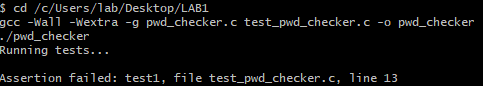 $ cd /c/Users/lab/Desktop/LAB1
gcc -Wall -Wextra -g pwd_checker.c test_pwd_checker.c -o pwd_checker
./pwd_checker
Running tests...
Assertion failed: test1, file test_pwd_checker.c, line 13